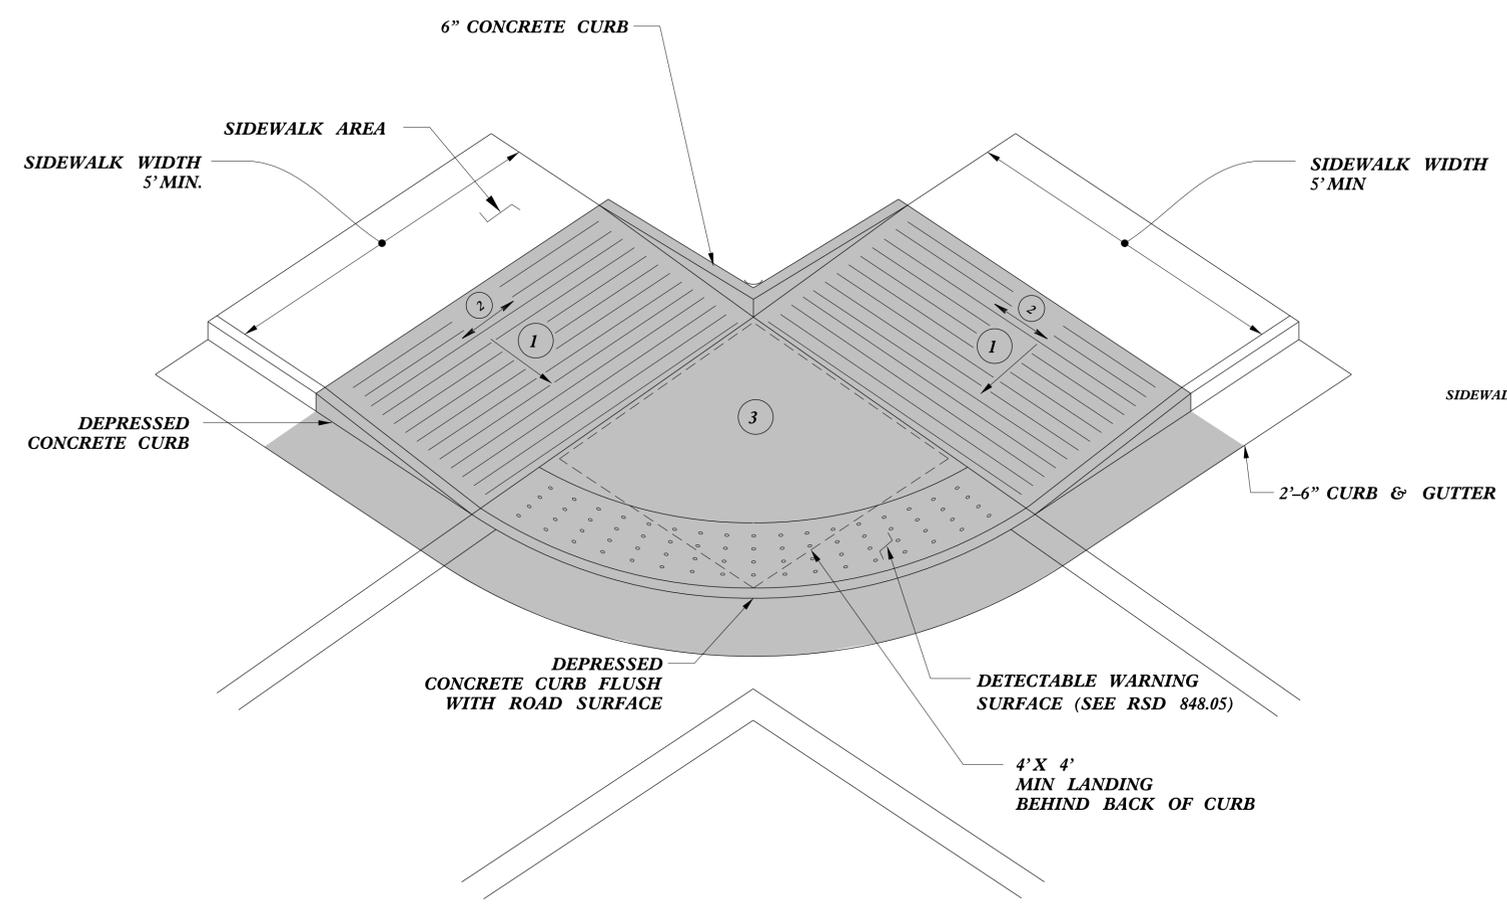 6” CONCRETE CURB
SIDEWALK AREA
SIDEWALK WIDTH
5’ MIN.
SIDEWALK WIDTH
5’ MIN
2
1
2
1
3
SIDEWAL
DEPRESSED
CONCRETE CURB
2’–6” CURB & GUTTER
DEPRESSED
CONCRETE CURB FLUSH
WITH ROAD SURFACE
DETECTABLE WARNING
SURFACE (SEE RSD 848.05)
4’ X 4’
MIN LANDING
BEHIND BACK OF CURB